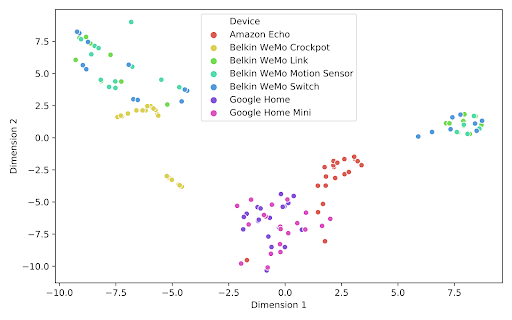 Device
Amazon Echo
Belkin WeMo Crockpot
Belkin WeMo Link
Belkin WeMo Motion Sensor
Belkin WeMo Switch
Google Home
Google Home Mini
Dimension 2
7.5
5.0
2.5
0.0
−2.5
−5.0
−7.5
−10.0
−10.0 −7.5 −5.0 −2.5 0.0 2.5 5.0 7.5
Dimension 1